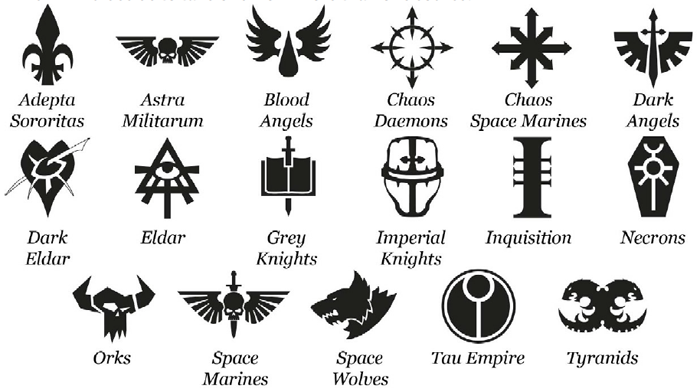 Adepta
Sororitas
Astra
Militarum
Blood
Angels
Chaos
Daemons
Chaos
Space Marines
Dark
Angels
Dark
Eldar
Eldar
Grey
Knights
Imperial
Knights
Inquisition
Necrons
Orks
Space
Marines
Space
Wolves
Tau Empire
Tyranids